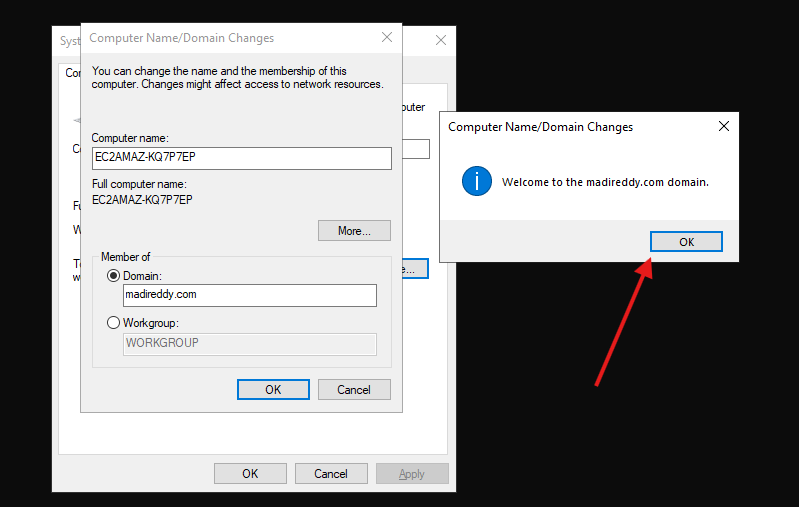 Syst
Computer Name/Domain Changes
Co
You can change the name and the membership of this
computer. Changes might affect access to network resources.
puter
Computer name:
C
EC2AMAZ-KQ7P7EP
Full computer name:
EC2AMAZ-KQ7P7EP
Fu
W
More...
Member of
To
w
Domain:
e...
madireddy.com
Workgroup:
WORKGROUP
OK
Cancel
OK
Cancel
Apply
Computer Name/Domain Changes
Welcome to the madireddy.com domain.
OK